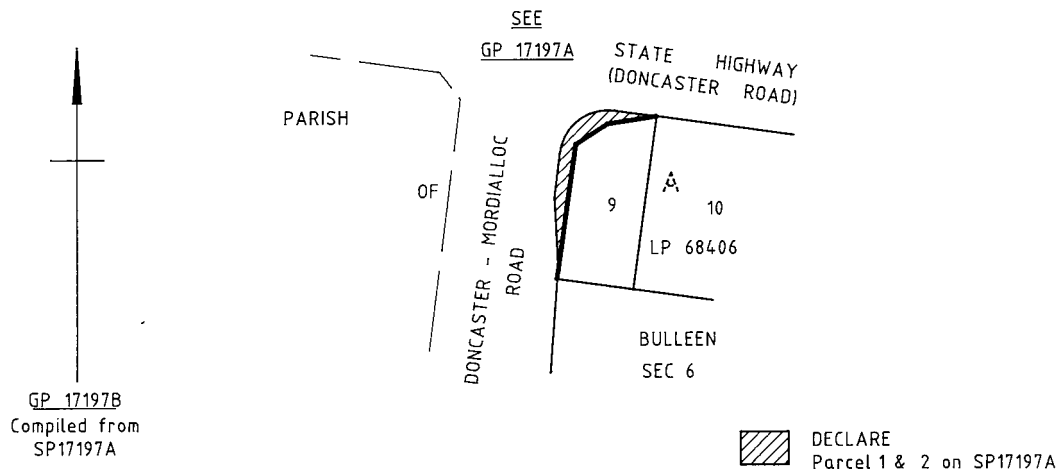 SEE
GP 17197A
STATE HIGHWAY
(DONCASTER ROAD)
PARISH
OF
DONCASTER - MORDIALLOC
ROAD
9
A
10
LP 68406
BULLEEN
SEC 6
GP 17197B
Compiled from
SP17197A
DECLARE
Parcel 1 & 2 on SP17197A